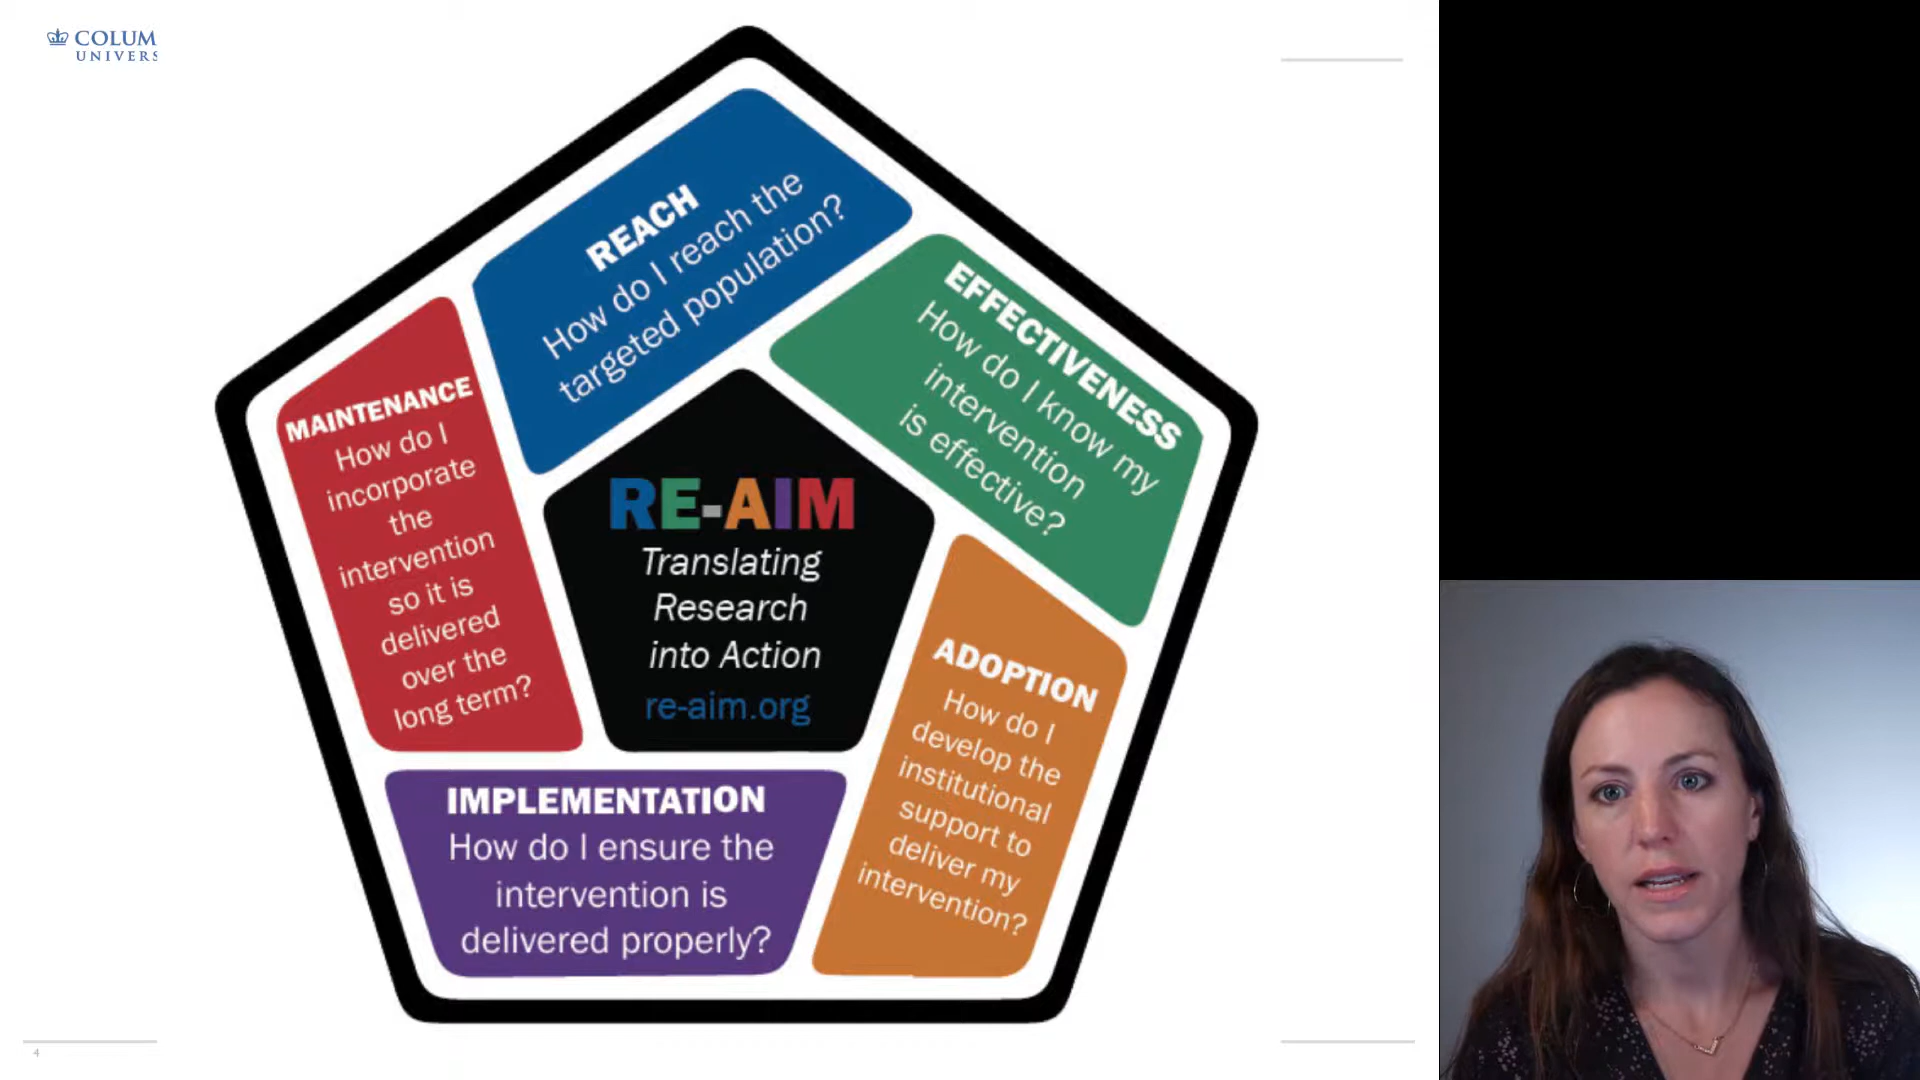 COLUM
UNIVERS
REACH
How do I reach the
targeted population?
EFFECTIVENESS
How do I know my
intervention
is effective?
MAINTENANCE
How do I
incorporate
the
intervention
so it is
delivered
over the
long term?
RE-AIM
Translating
Research
into Action
re-aim.org
ADOPTION
How do I
develop the
institutional
support to
deliver my
intervention?
IMPLEMENTATION
How do I ensure the
intervention is
delivered properly?
4